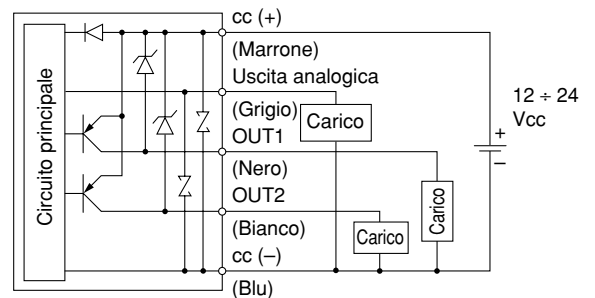 cc (+)
(Marrone)
Uscita analogica
(Grigio)
OUT1
(Nero)
OUT2
(Bianco)
cc (–)
(Blu)
Circuito principale
Carico
Carico
Carico
12 ÷ 24
Vcc
+
–